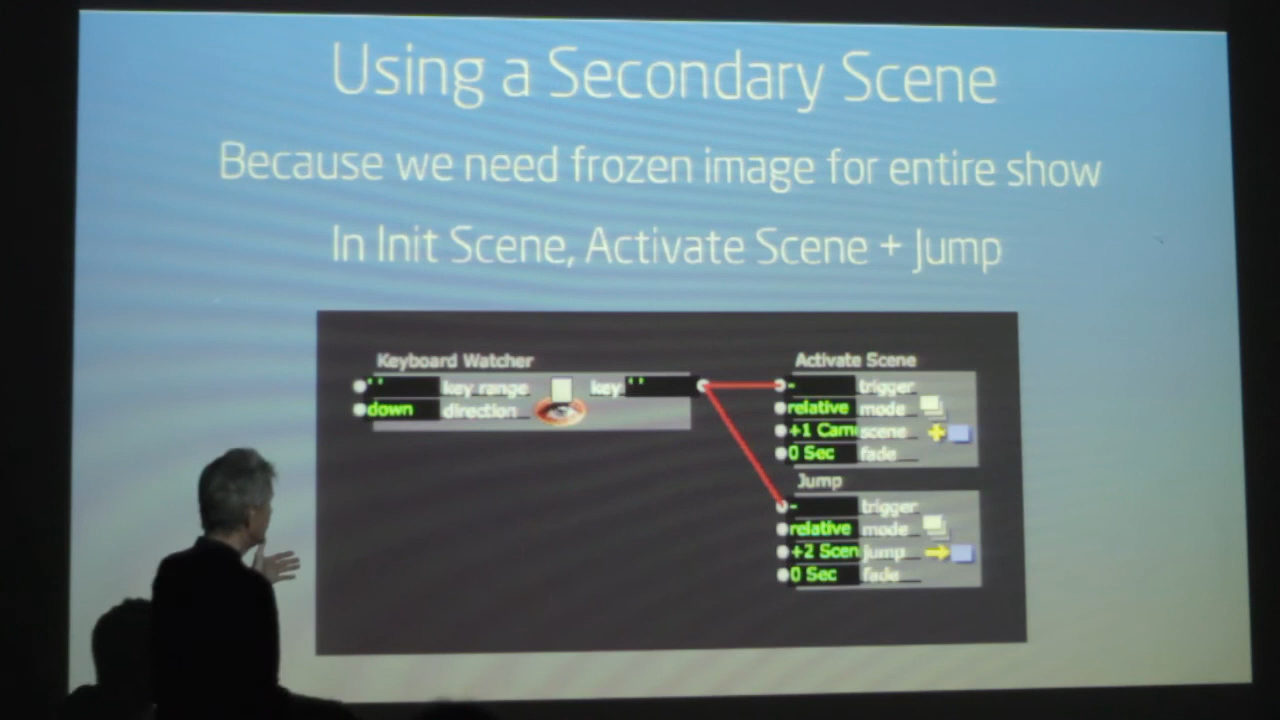 Using a Secondary Scene
Because we need frozen image for entire show
In Init Scene, Activate Scene + Jump
Keyboard Watcher
' ' key range key ' '
down direction
Activate Scene
- trigger
relative mode
+1 Cam scene
0 Sec fade
Jump
- trigger
relative mode
+2 Scen jump
0 Sec fade